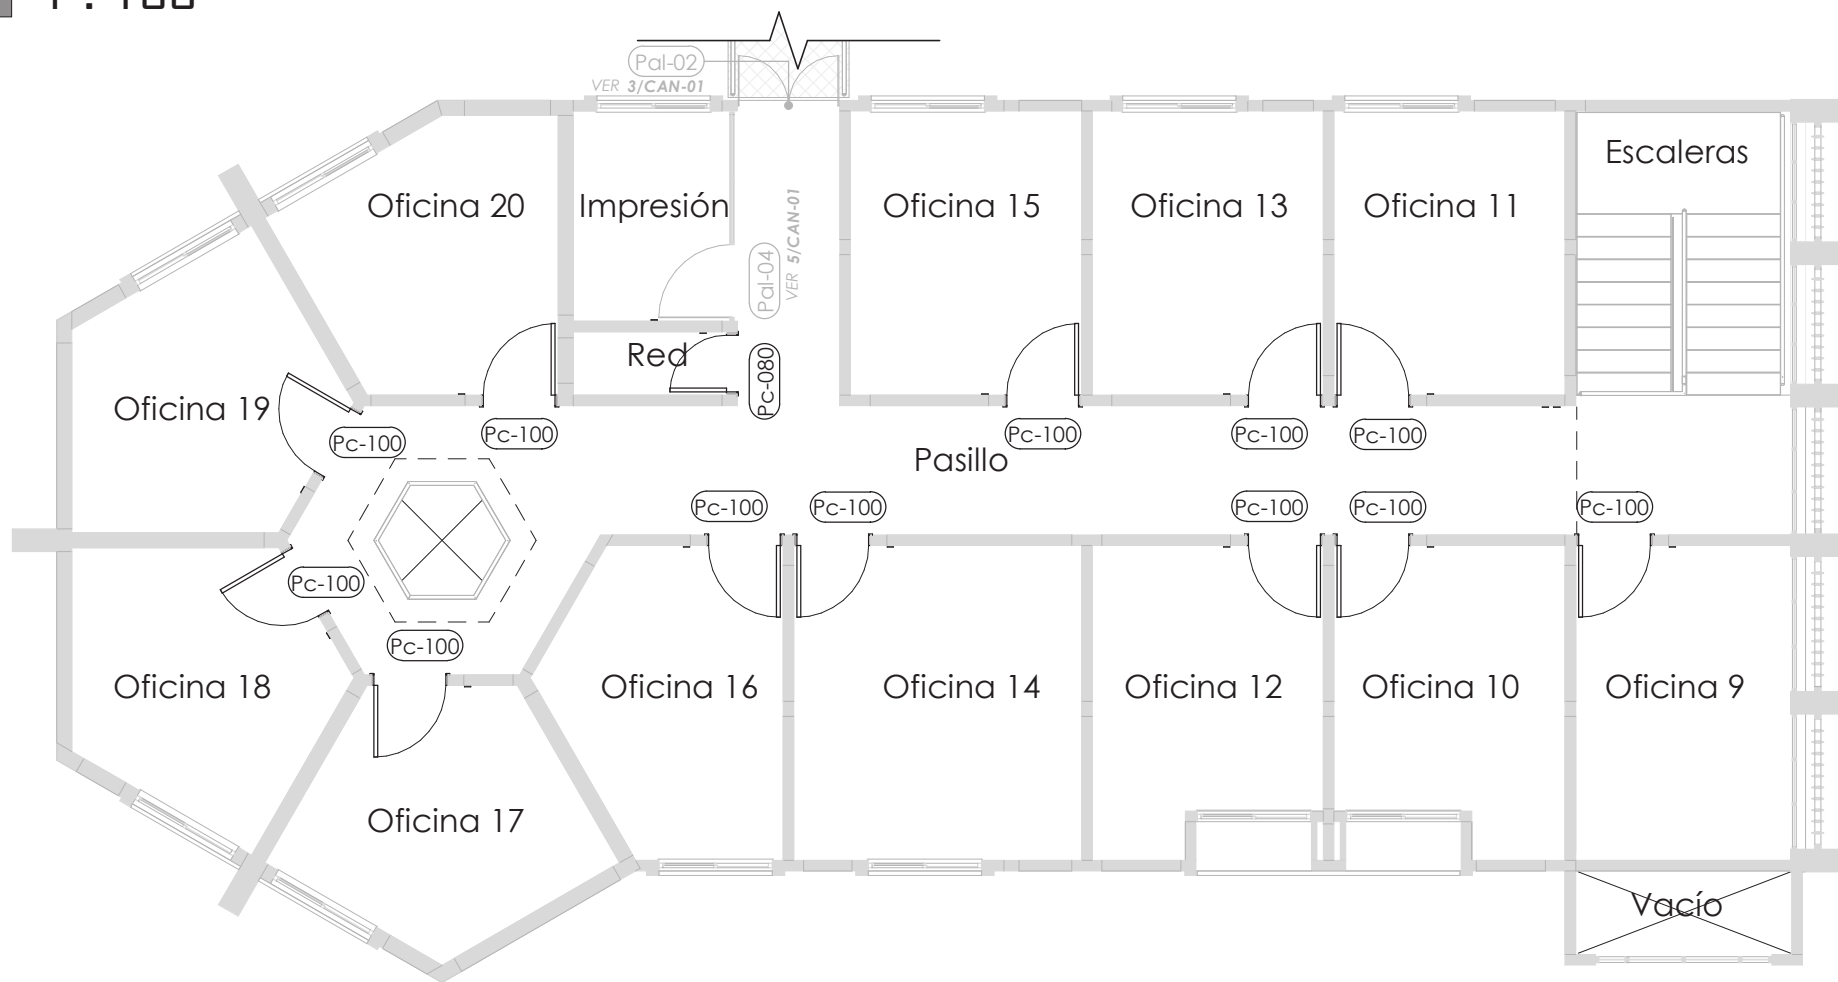 Pal-02
VER 3/CAN-01
Escaleras
Oficina 20
Impresión
Oficina 15
Oficina 13
Oficina 11
Pal-04
VER 5/CAN-01
Red
Pc-080
Oficina 19
Pc-100
Pc-100
Pc-100
Pc-100
Pc-100
Pasillo
Pc-100
Pc-100
Pc-100
Pc-100
Pc-100
Pc-100
Pc-100
Oficina 18
Oficina 16
Oficina 14
Oficina 12
Oficina 10
Oficina 9
Oficina 17
Vacío